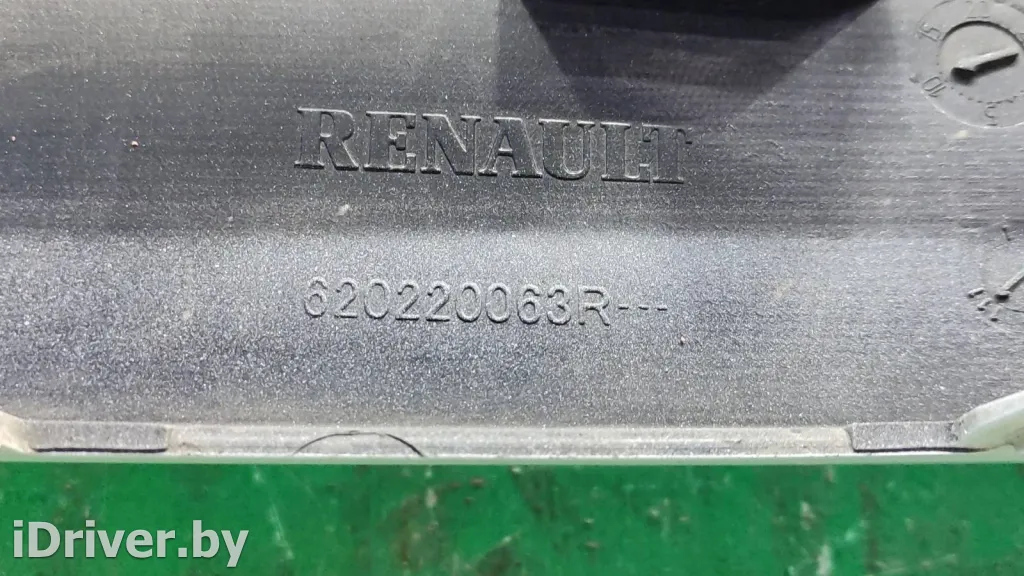 RENAULT
620220063R---
iDriver.by